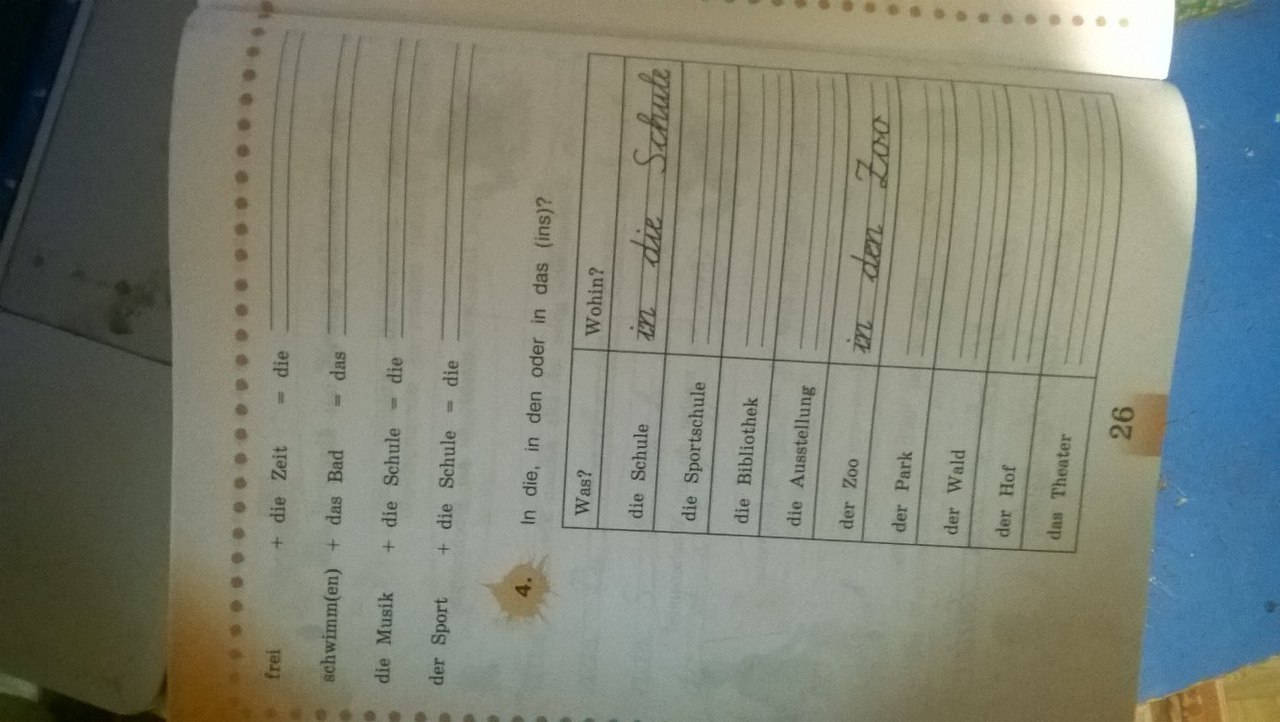 frei + die Zeit = die
schwimm(en) + das Bad = das
die Musik + die Schule = die
der Sport + die Schule = die
4. In die, in den oder in das (ins)?
Was? Wohin?
die Schule in die Schule
die Sportschule
die Bibliothek
die Ausstellung
der Zoo in den Zoo
der Park
der Wald
der Hof
das Theater
26